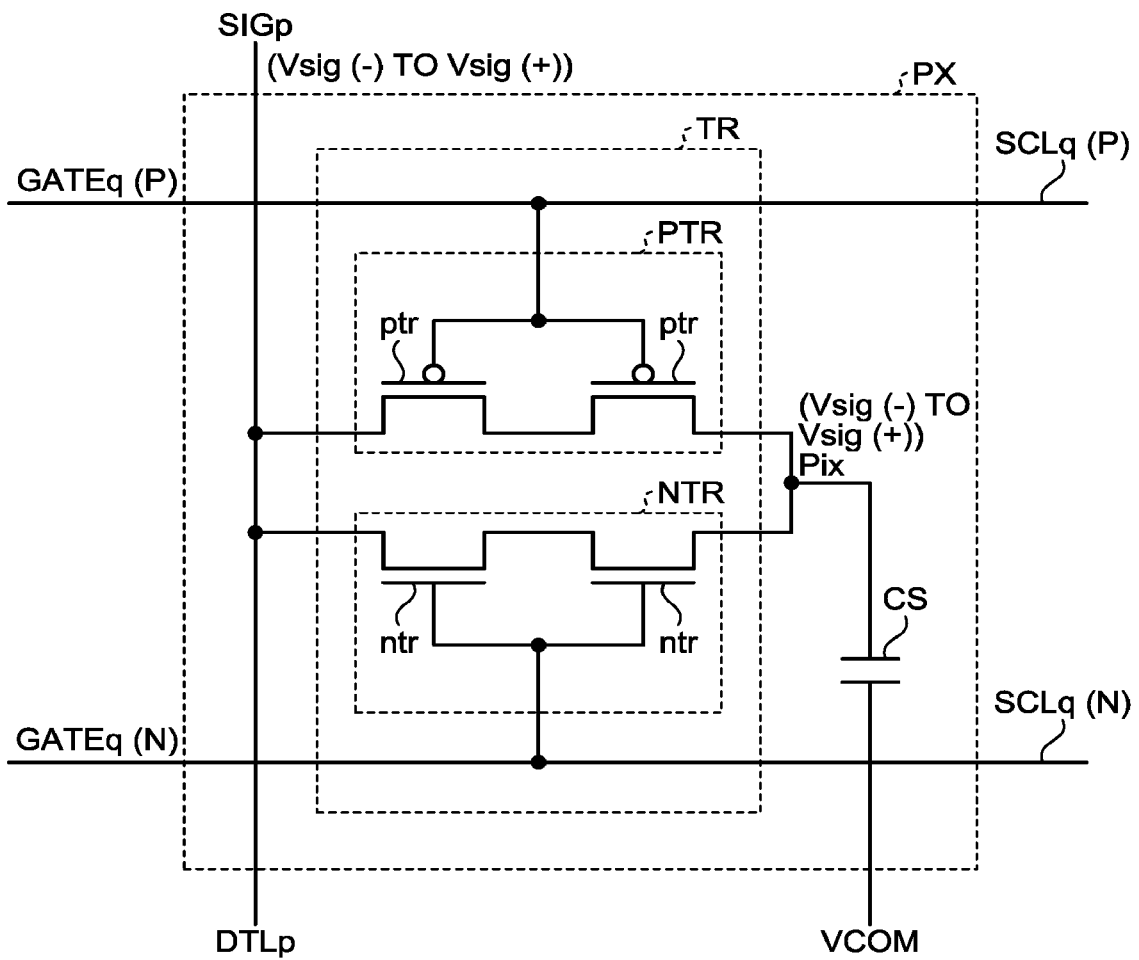 SIGp
(Vsig (-) TO Vsig (+))
PX
TR
SCLq (P)
GATEq (P)
PTR
ptr
ptr
(Vsig (-) TO
Vsig (+))
Pix
NTR
CS
ntr
ntr
SCLq (N)
GATEq (N)
DTLp
VCOM